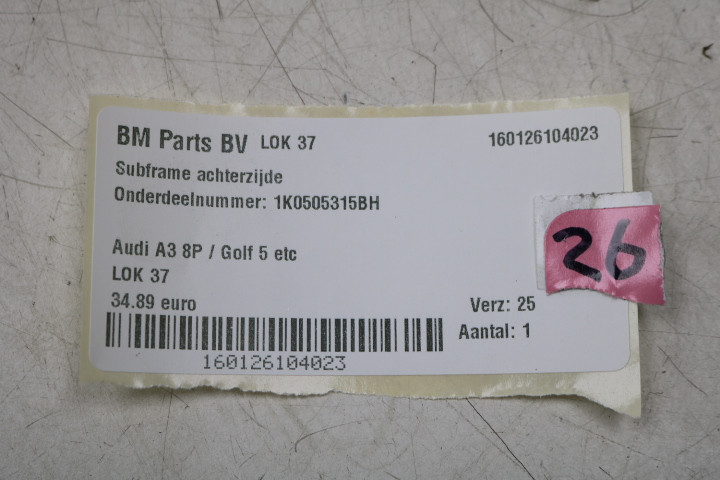 BM Parts BV LOK 37 160126104023
Subframe achterzijde
Onderdeelnummer: 1K0505315BH
26
Audi A3 8P / Golf 5 etc
LOK 37
34.89 euro Verz: 25
Aantal: 1
160126104023